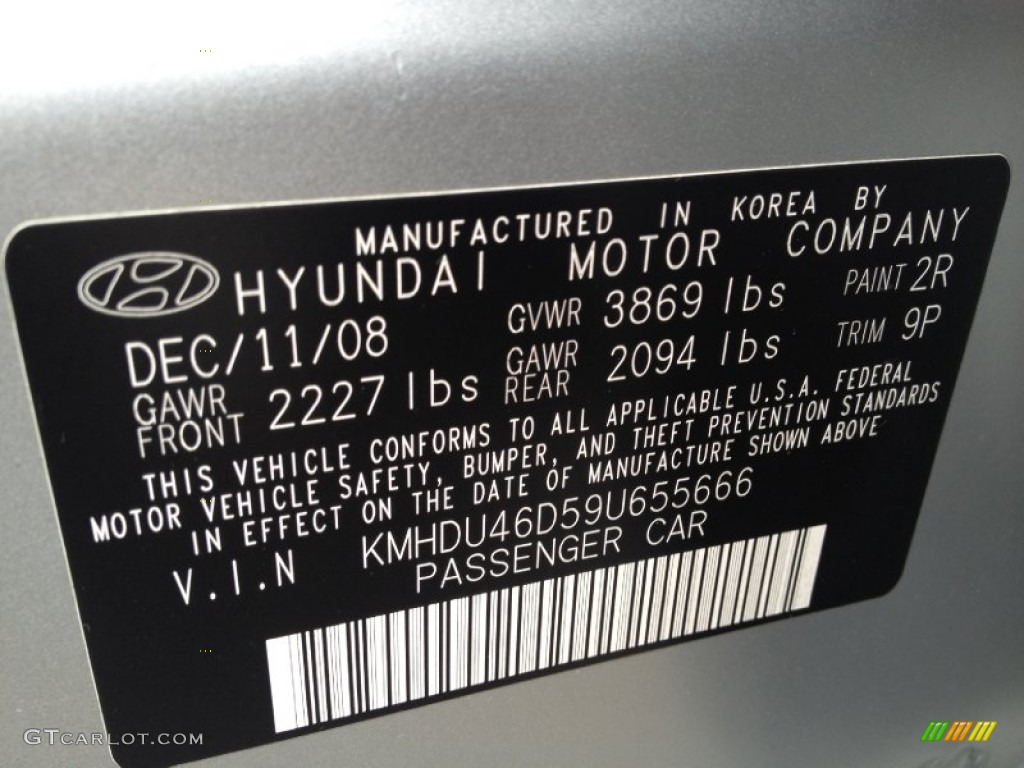 MANUFACTURED IN KOREA BY
HYUNDAI MOTOR COMPANY
DEC/11/08 GVWR 3869 lbs PAINT 2R
GAWR FRONT 2227 lbs GAWR REAR 2094 lbs TRIM 9P
THIS VEHICLE CONFORMS TO ALL APPLICABLE U.S.A. FEDERAL
MOTOR VEHICLE SAFETY, BUMPER, AND THEFT PREVENTION STANDARDS
IN EFFECT ON THE DATE OF MANUFACTURE SHOWN ABOVE
V.I.N KMHDU46D59U655666
PASSENGER CAR
GTCARLOT.COM